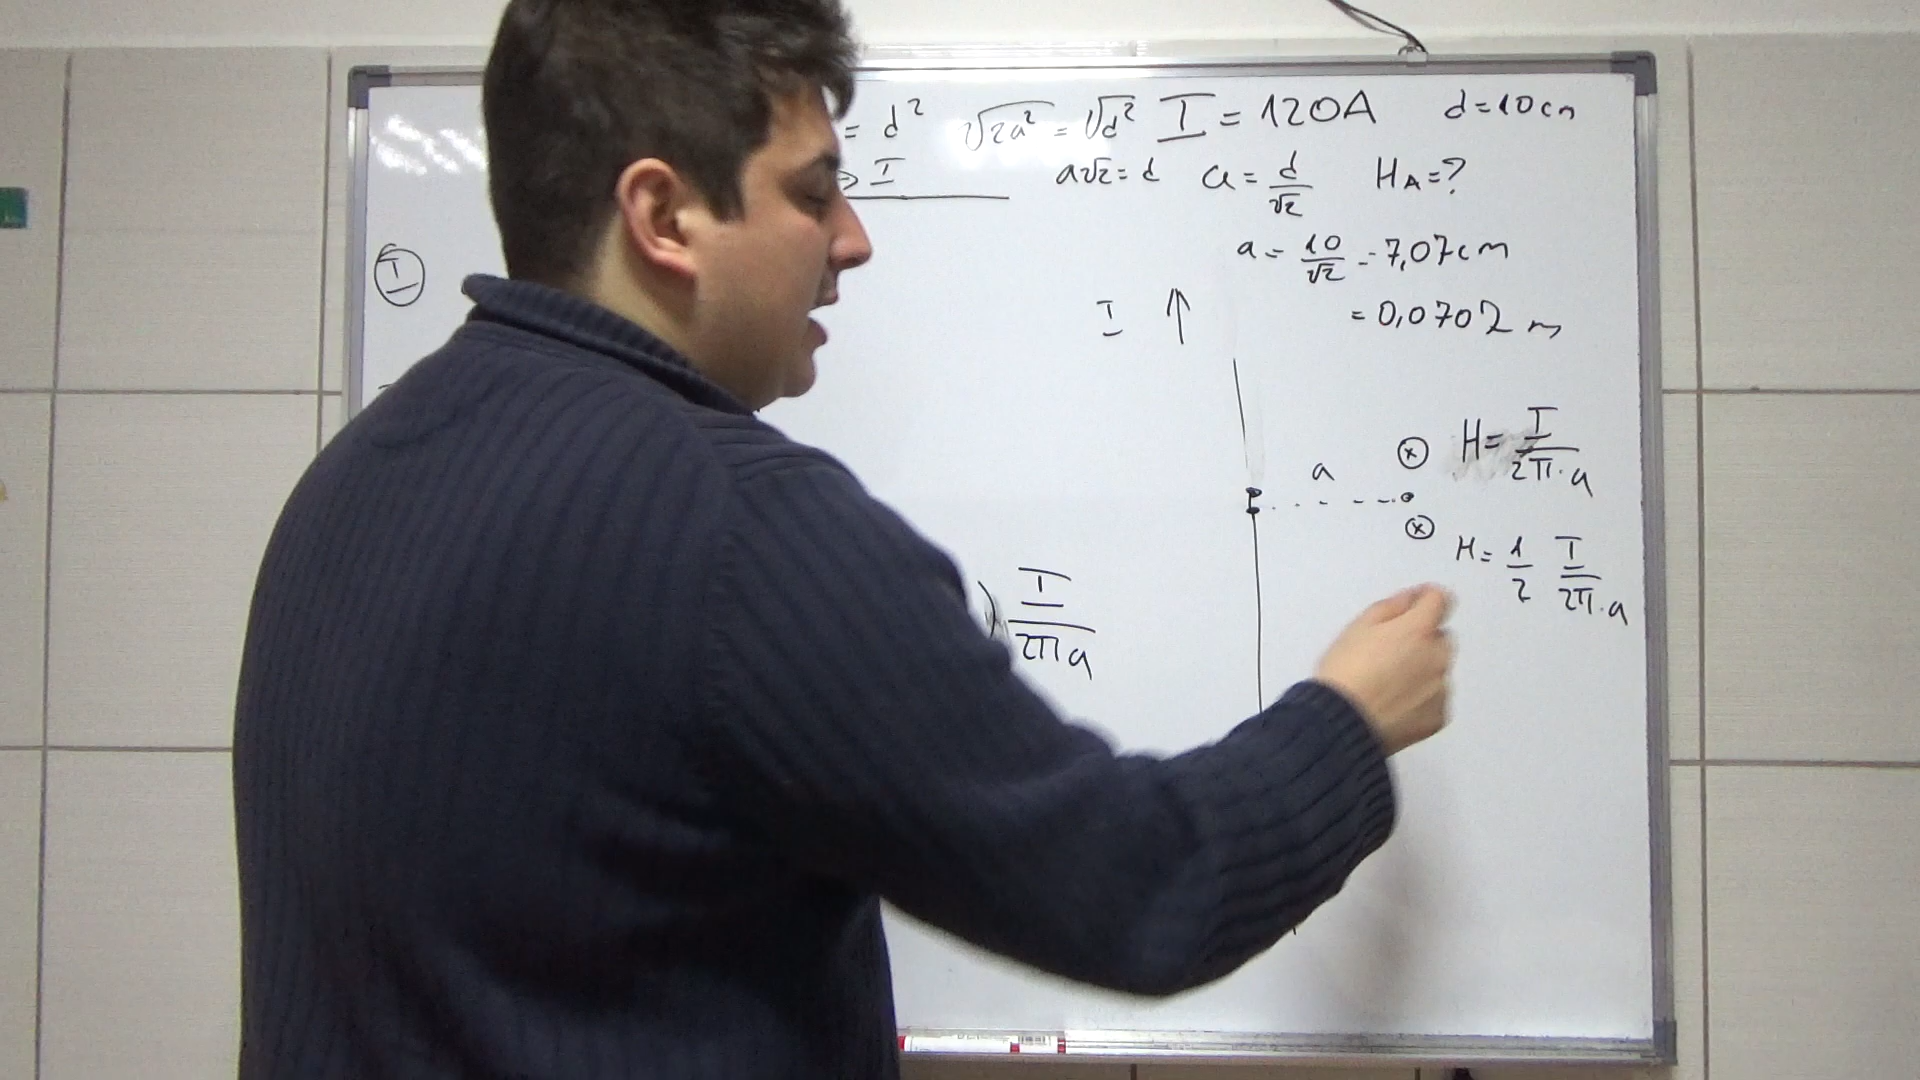 = d² √2a² = √d² I = 120A d = 10cm
I a√2 = d a = d/√2 H_A = ?
a = 10/√2 = 7,07cm
I
I ↑ = 0,0702 m
H = I/2π·a
a
H = 1/2 I/2π·a
) I/2πa